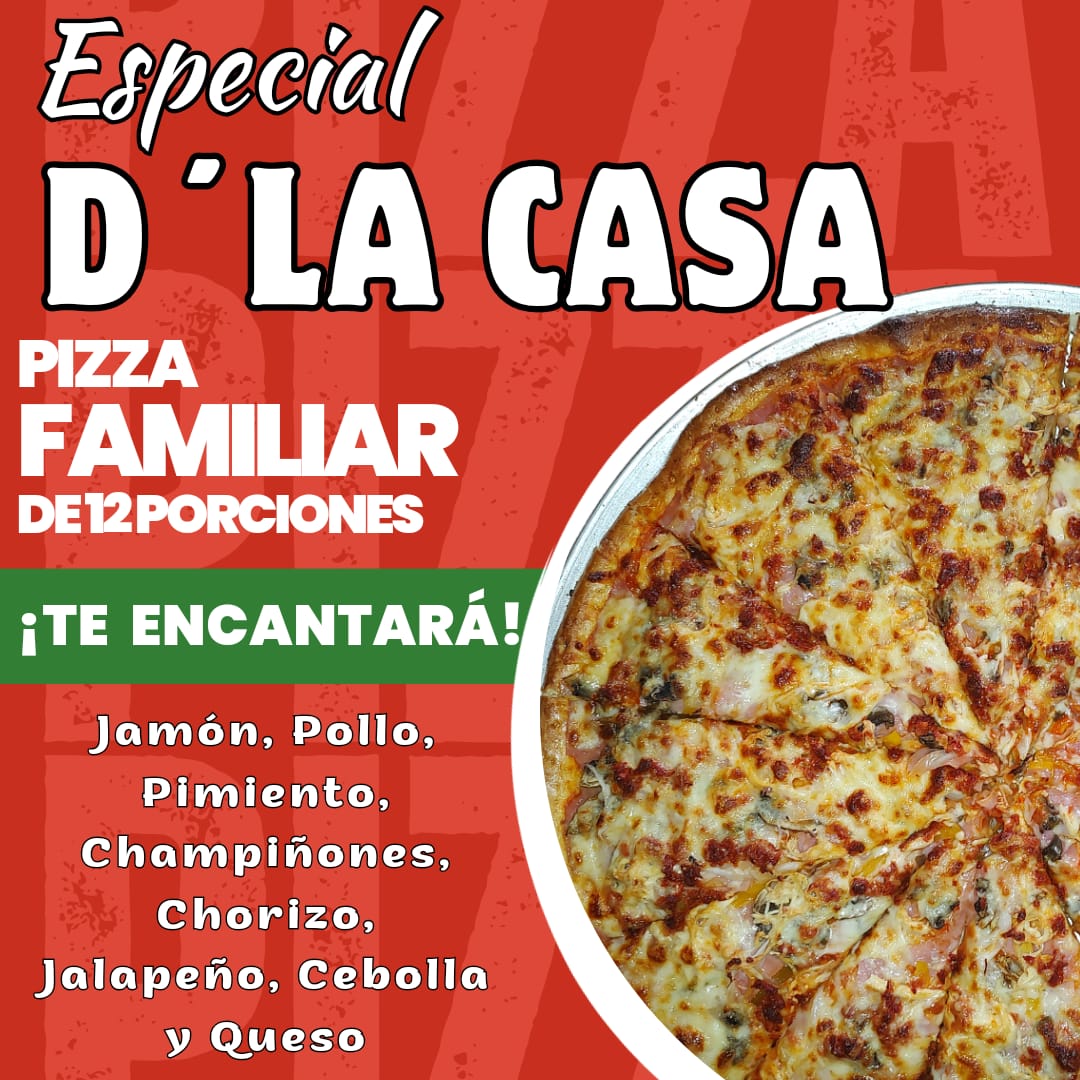 Especial
D´LA CASA
PIZZA
FAMILIAR
DE 12 PORCIONES
¡TE ENCANTARÁ!
Jamón, Pollo,
Pimiento,
Champiñones,
Chorizo,
Jalapeño, Cebolla
y Queso